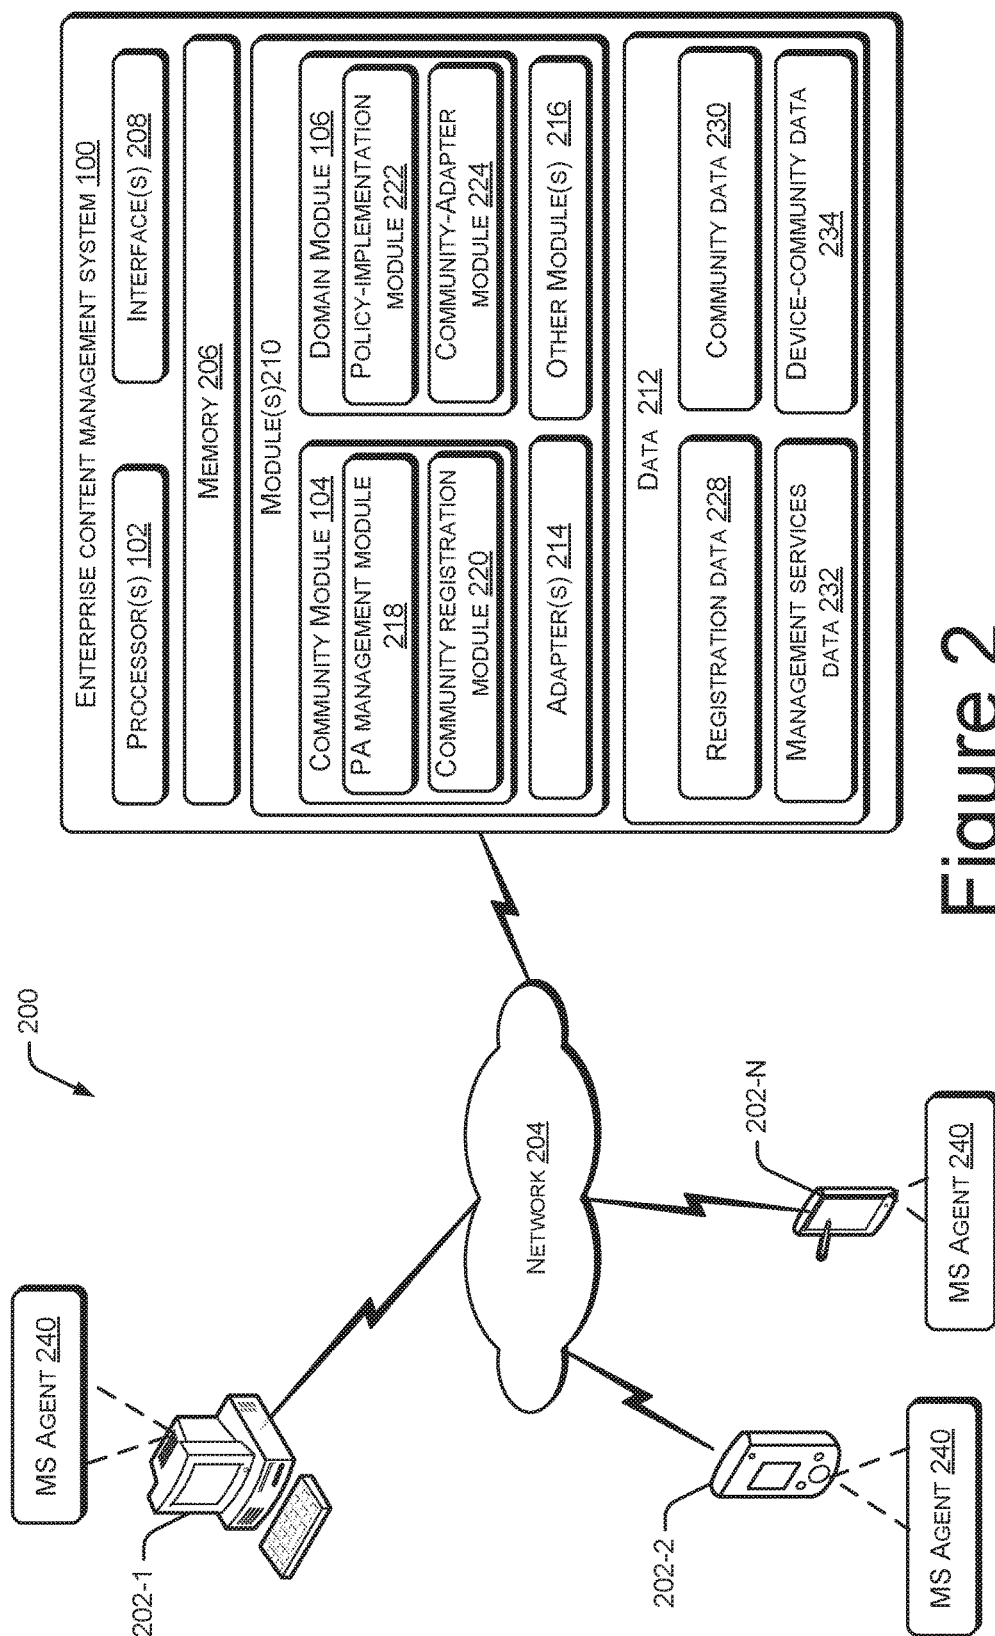 ENTERPRISE CONTENT MANAGEMENT SYSTEM 100
PROCESSOR(S) 102
INTERFACE(S) 208
MEMORY 206
MODULE(S)210
COMMUNITY MODULE 104
PA MANAGEMENT MODULE
218
COMMUNITY REGISTRATION
MODULE 220
DOMAIN MODULE 106
POLICY-IMPLEMENTATION
MODULE 222
COMMUNITY-ADAPTER
MODULE 224
ADAPTER(S) 214
OTHER MODULE(S) 216
DATA 212
REGISTRATION DATA 228
COMMUNITY DATA 230
MANAGEMENT SERVICES
DATA 232
DEVICE-COMMUNITY DATA
234
200
MS AGENT 240
202-1
NETWORK 204
202-2
MS AGENT 240
202-N
MS AGENT 240
Figure 2